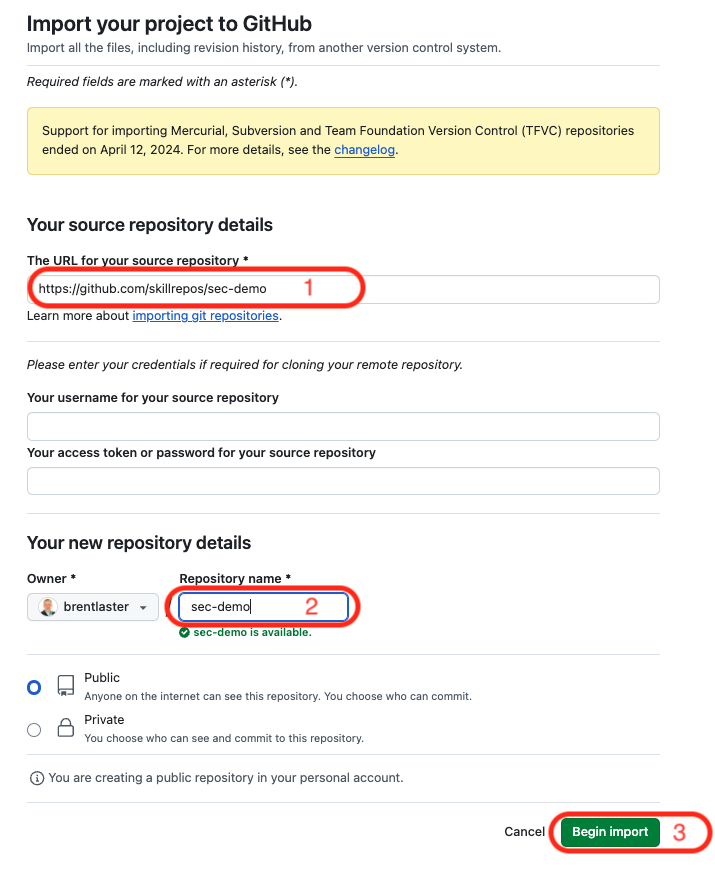 Import your project to GitHub
Import all the files, including revision history, from another version control system.
Required fields are marked with an asterisk (*).
Support for importing Mercurial, Subversion and Team Foundation Version Control (TFVC) repositories
ended on April 12, 2024. For more details, see the changelog.
Your source repository details
The URL for your source repository *
https://github.com/skillrepos/sec-demo 1
Learn more about importing git repositories.
Please enter your credentials if required for cloning your remote repository.
Your username for your source repository
Your access token or password for your source repository
Your new repository details
Owner * Repository name *
brentlaster / sec-demo 2
sec-demo is available.
Public
Anyone on the internet can see this repository. You choose who can commit.
Private
You choose who can see and commit to this repository.
You are creating a public repository in your personal account.
Cancel Begin import 3